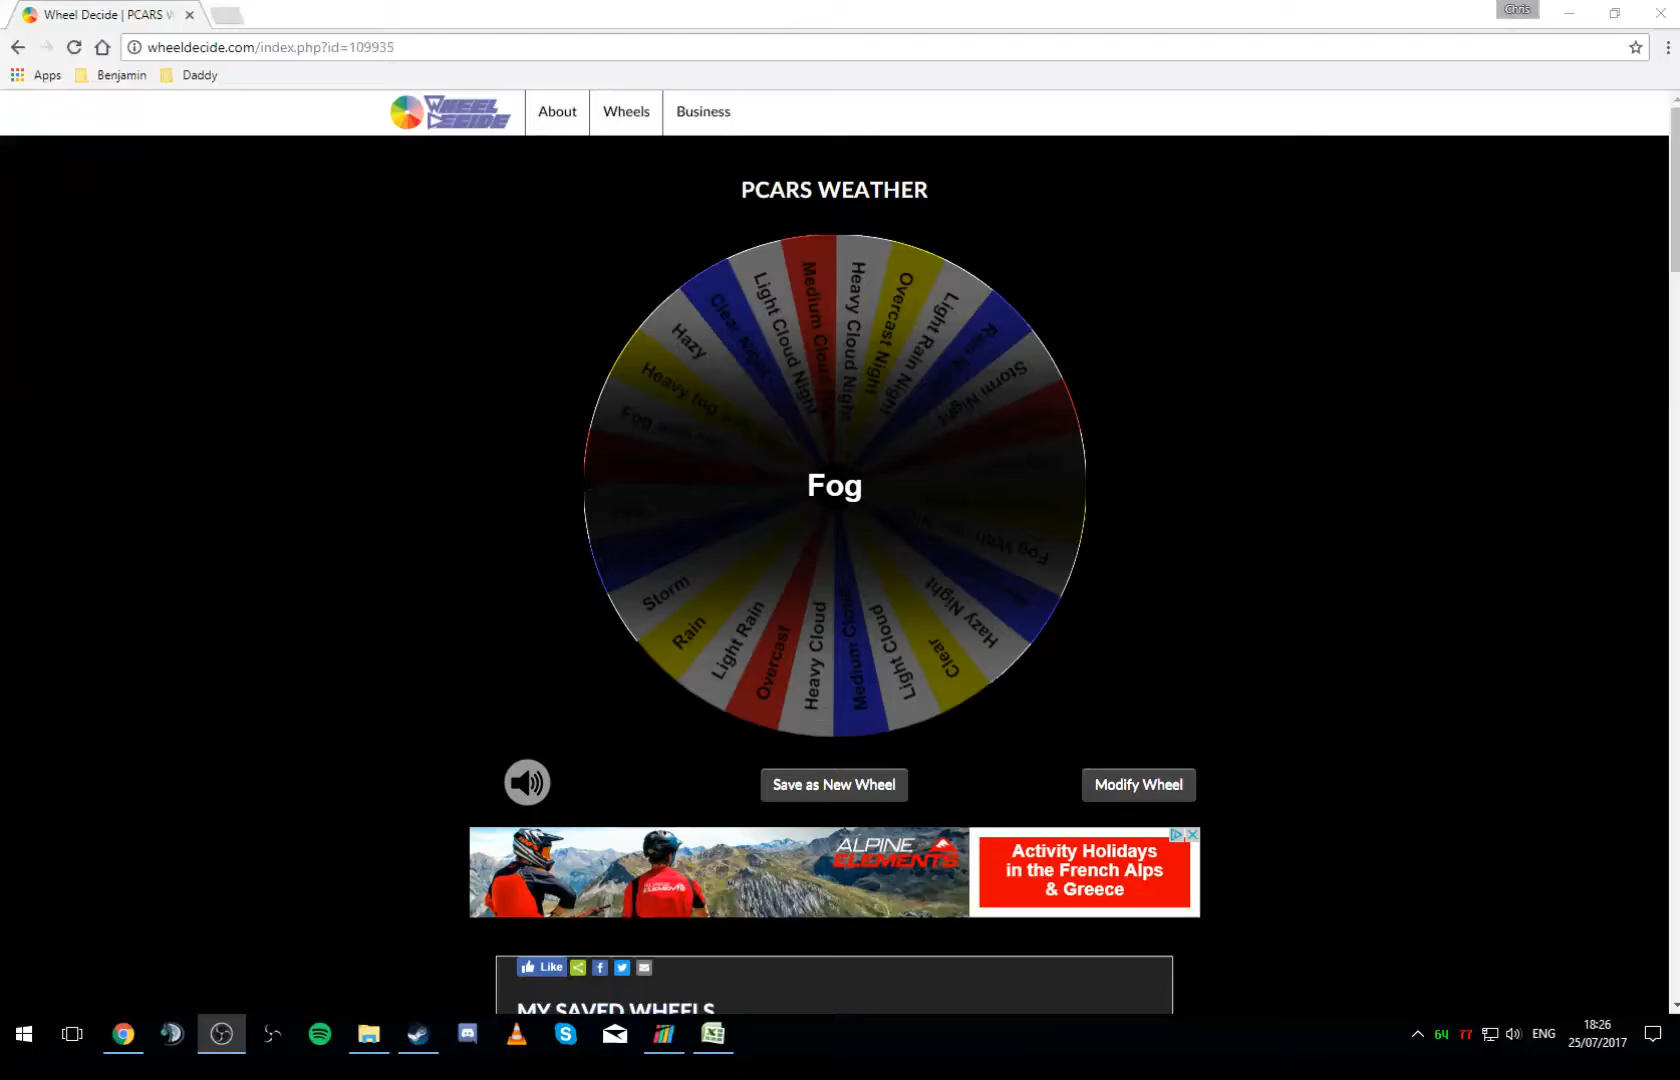 Wheel Decide | PCARS W
Chris
wheeldecide.com/index.php?id=109935
Apps
Benjamin
Daddy
WHEEL DECIDE
About
Wheels
Business
PCARS WEATHER
Heavy Cloud Night
Overcast Night
Light Rain Night
Storm Night
Fog With
Hazy Night
Clear
Light Cloud
Medium Cloud
Heavy Cloud
Overcast
Light Rain
Rain
Storm
Fog
Heavy fog
Hazy
Clear Night
Light Cloud Night
Medium Cloud
Fog
Save as New Wheel
Modify Wheel
ALPINE
ELEMENTS
Activity Holidays
in the French Alps
& Greece
Like
MY SAVED WHEELS
64
77
ENG
18:26
25/07/2017